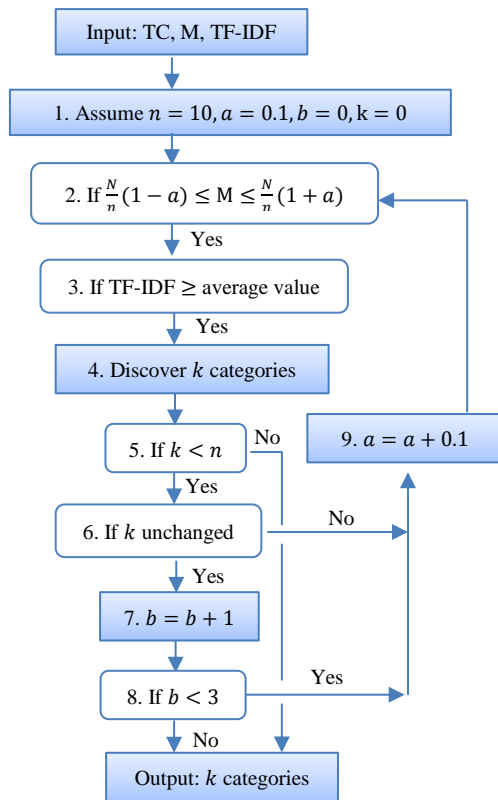 Input: TC, M, TF-IDF
1. Assume n = 10, a = 0.1, b = 0, k = 0
2. If N/n (1 − a) ≤ M ≤ N/n (1 + a)
Yes
3. If TF-IDF ≥ average value
Yes
4. Discover k categories
5. If k < n
No
9. a = a + 0.1
Yes
6. If k unchanged
No
Yes
7. b = b + 1
8. If b < 3
Yes
No
Output: k categories